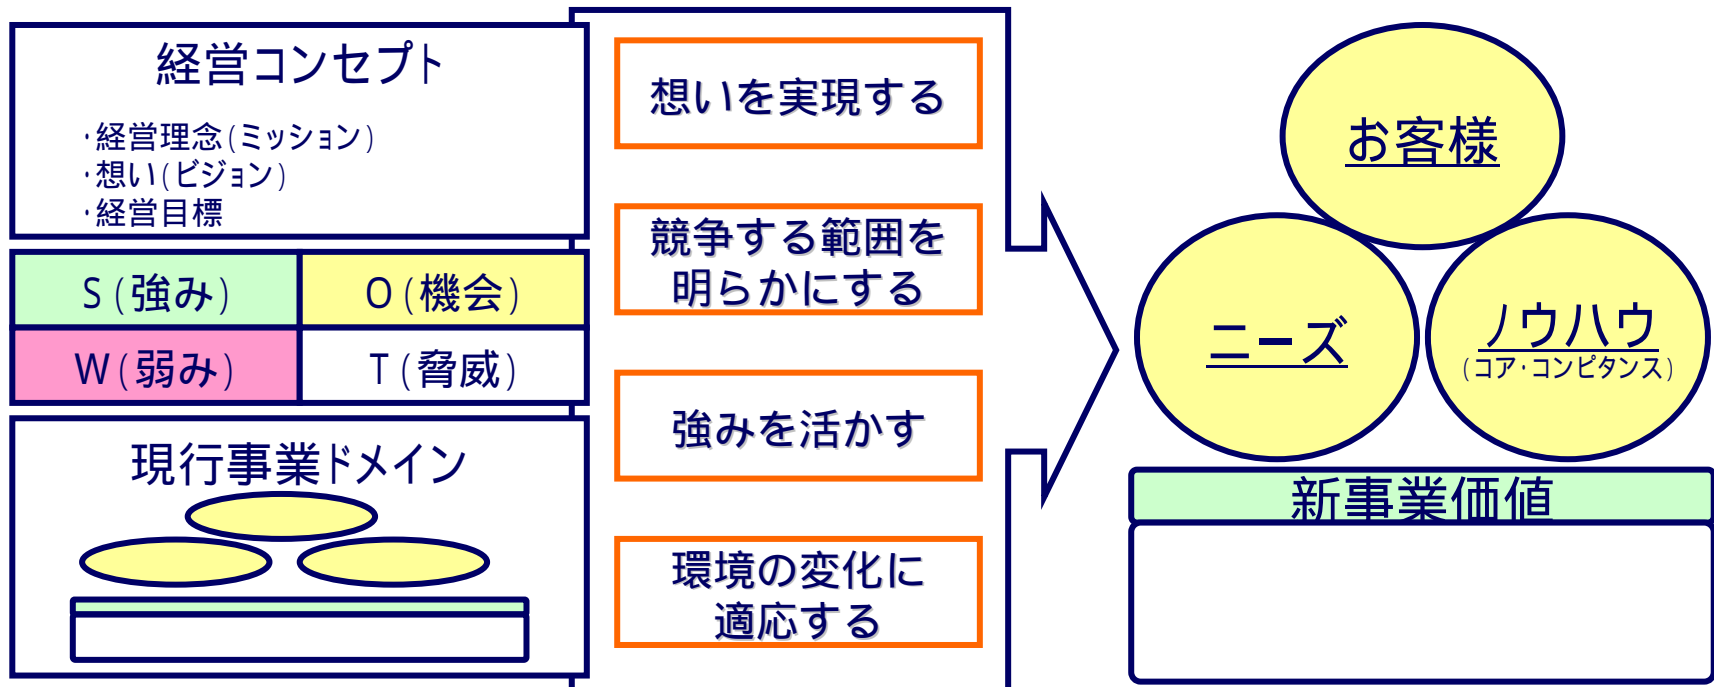 経営コンセプト
・経営理念(ミッション)
・想い(ビジョン)
・経営目標
S(強み)
O(機会)
W(弱み)
T(脅威)
現行事業ドメイン
想いを実現する
競争する範囲を
明らかにする
強みを活かす
環境の変化に
適応する
お客様
ニーズ
ノウハウ
(コア・コンピタンス)
新事業価値